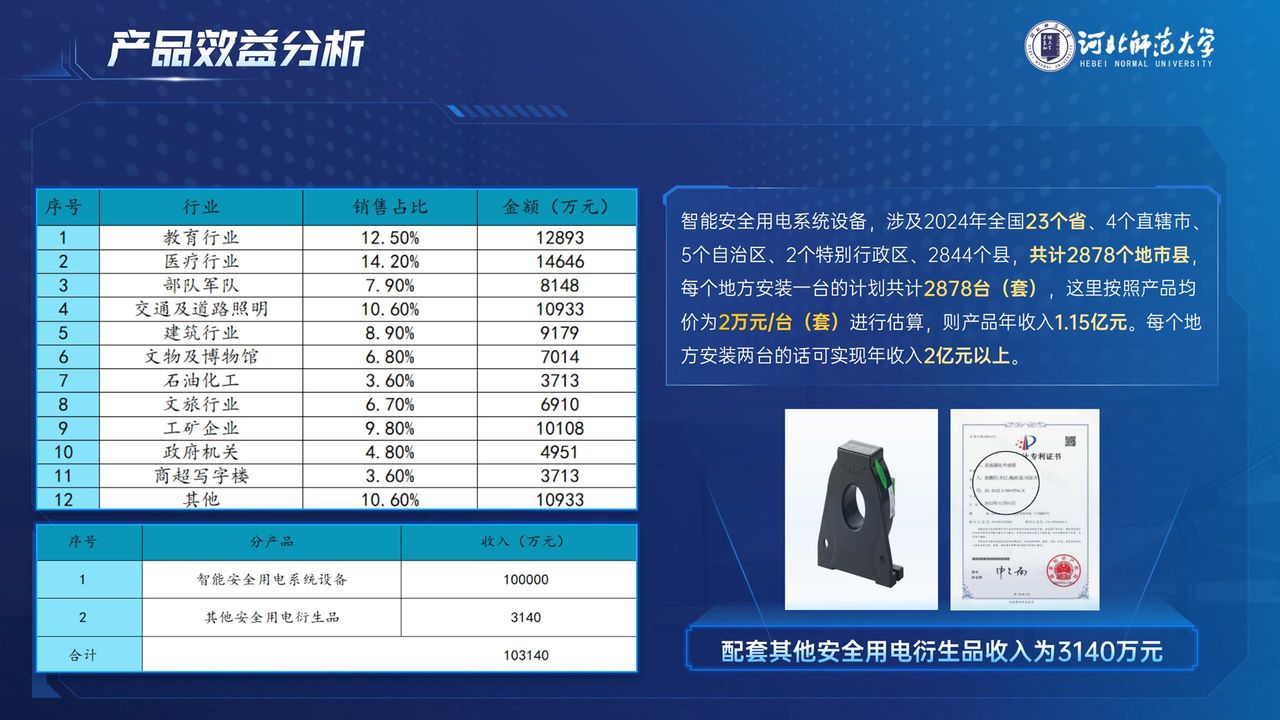 产品效益分析
河北师范大学
HEBEI NORMAL UNIVERSITY
序号 行业 销售占比 金额（万元）
1 教育行业 12.50% 12893
2 医疗行业 14.20% 14646
3 部队军队 7.90% 8148
4 交通及道路照明 10.60% 10933
5 建筑行业 8.90% 9179
6 文物及博物馆 6.80% 7014
7 石油化工 3.60% 3713
8 文旅行业 6.70% 6910
9 工矿企业 9.80% 10108
10 政府机关 4.80% 4951
11 商超写字楼 3.60% 3713
12 其他 10.60% 10933
序号 分产品 收入（万元）
1 智能安全用电系统设备 100000
2 其他安全用电衍生品 3140
合计 103140
智能安全用电系统设备，涉及2024年全国23个省、4个直辖市、
5个自治区、2个特别行政区、2844个县，共计2878个地市县，
每个地方安装一台的计划共计2878台（套），这里按照产品均
价为2万元/台（套）进行估算，则产品年收入1.15亿元。每个地
方安装两台的话可实现年收入2亿元以上。
专利证书
配套其他安全用电衍生品收入为3140万元